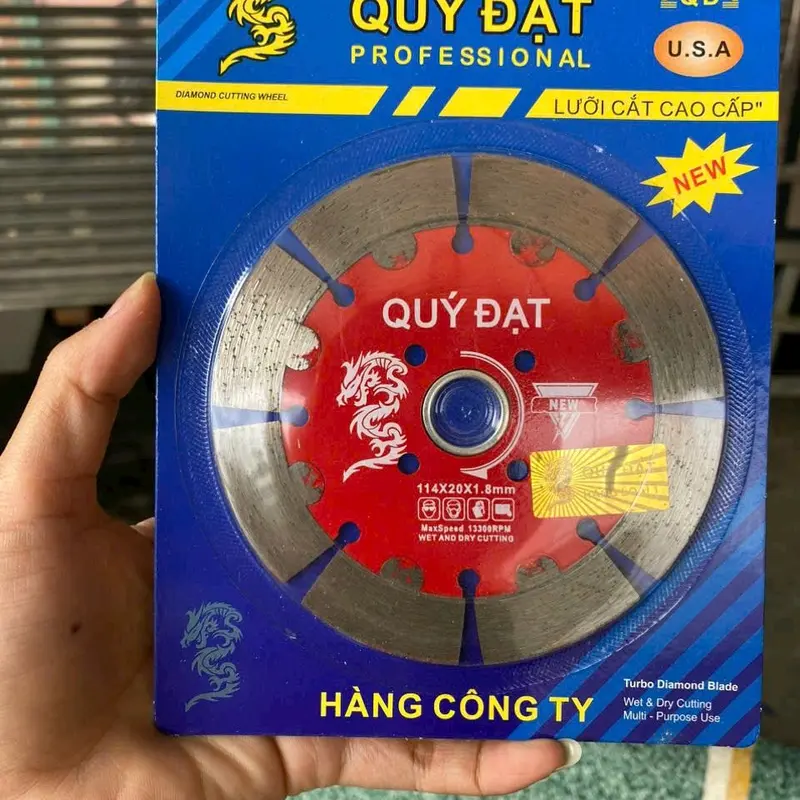 QUÝ ĐẠT
PROFESSIONAL
QD
U.S.A
DIAMOND CUTTING WHEEL
LƯỠI CẮT CAO CẤP"
NEW
QUÝ ĐẠT
NEW
114X20X1.8mm
MaxSpeed 13300RPM
WET AND DRY CUTTING
HÀNG CÔNG TY
Turbo Diamond Blade
Wet & Dry Cutting
Multi - Purpose Use